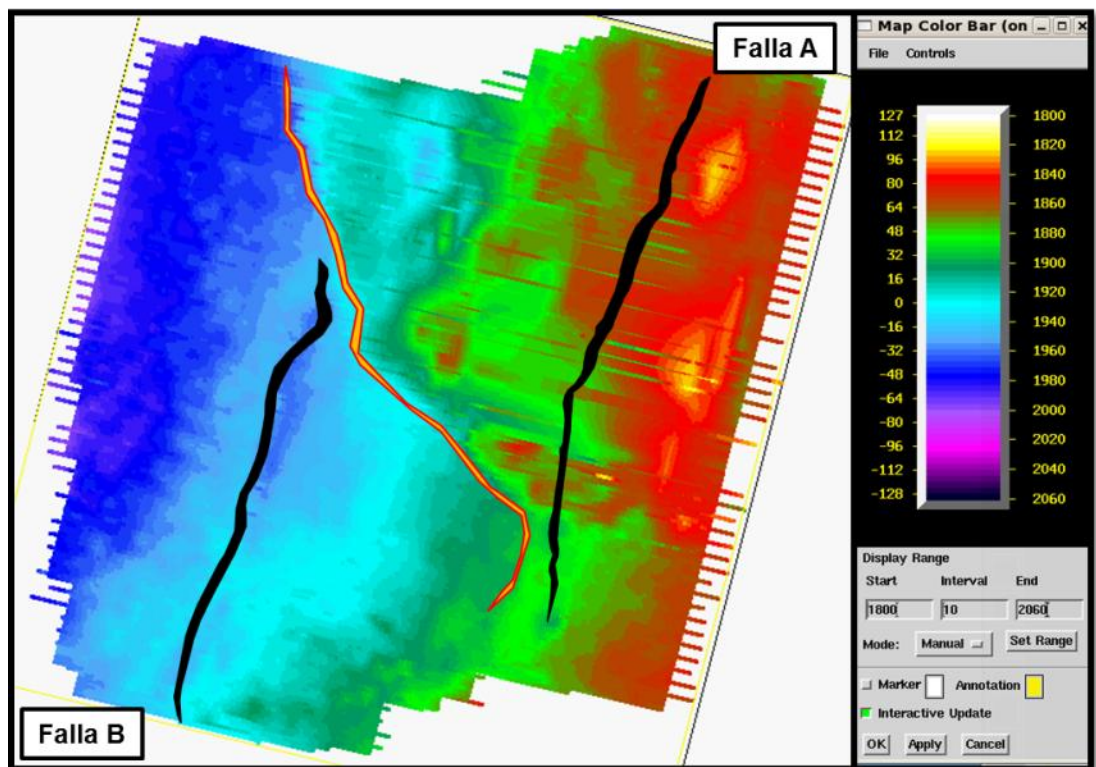 Falla A
Falla B
Map Color Bar (on
File Controls
127 1800
112 1820
96 1840
80
64 1860
48 1880
32
16 1900
0 1920
-16 1940
-32 1960
-48
-64 1980
-80 2000
-96 2020
-112 2040
-128 2060
Display Range
Start Interval End
1800 10 2060
Mode: Manual Set Range
Marker Annotation
Interactive Update
OK Apply Cancel